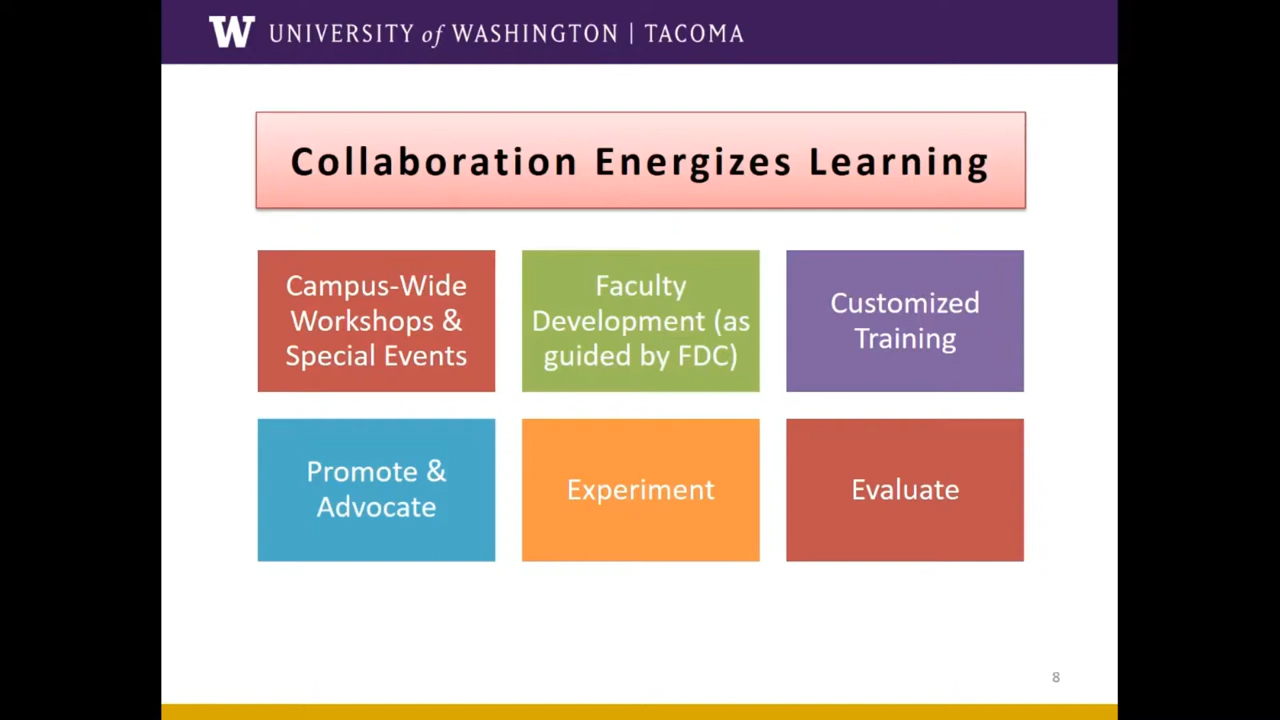 W UNIVERSITY of WASHINGTON | TACOMA
Collaboration Energizes Learning
Campus-Wide
Workshops &
Special Events
Faculty
Development (as
guided by FDC)
Customized
Training
Promote &
Advocate
Experiment
Evaluate
8